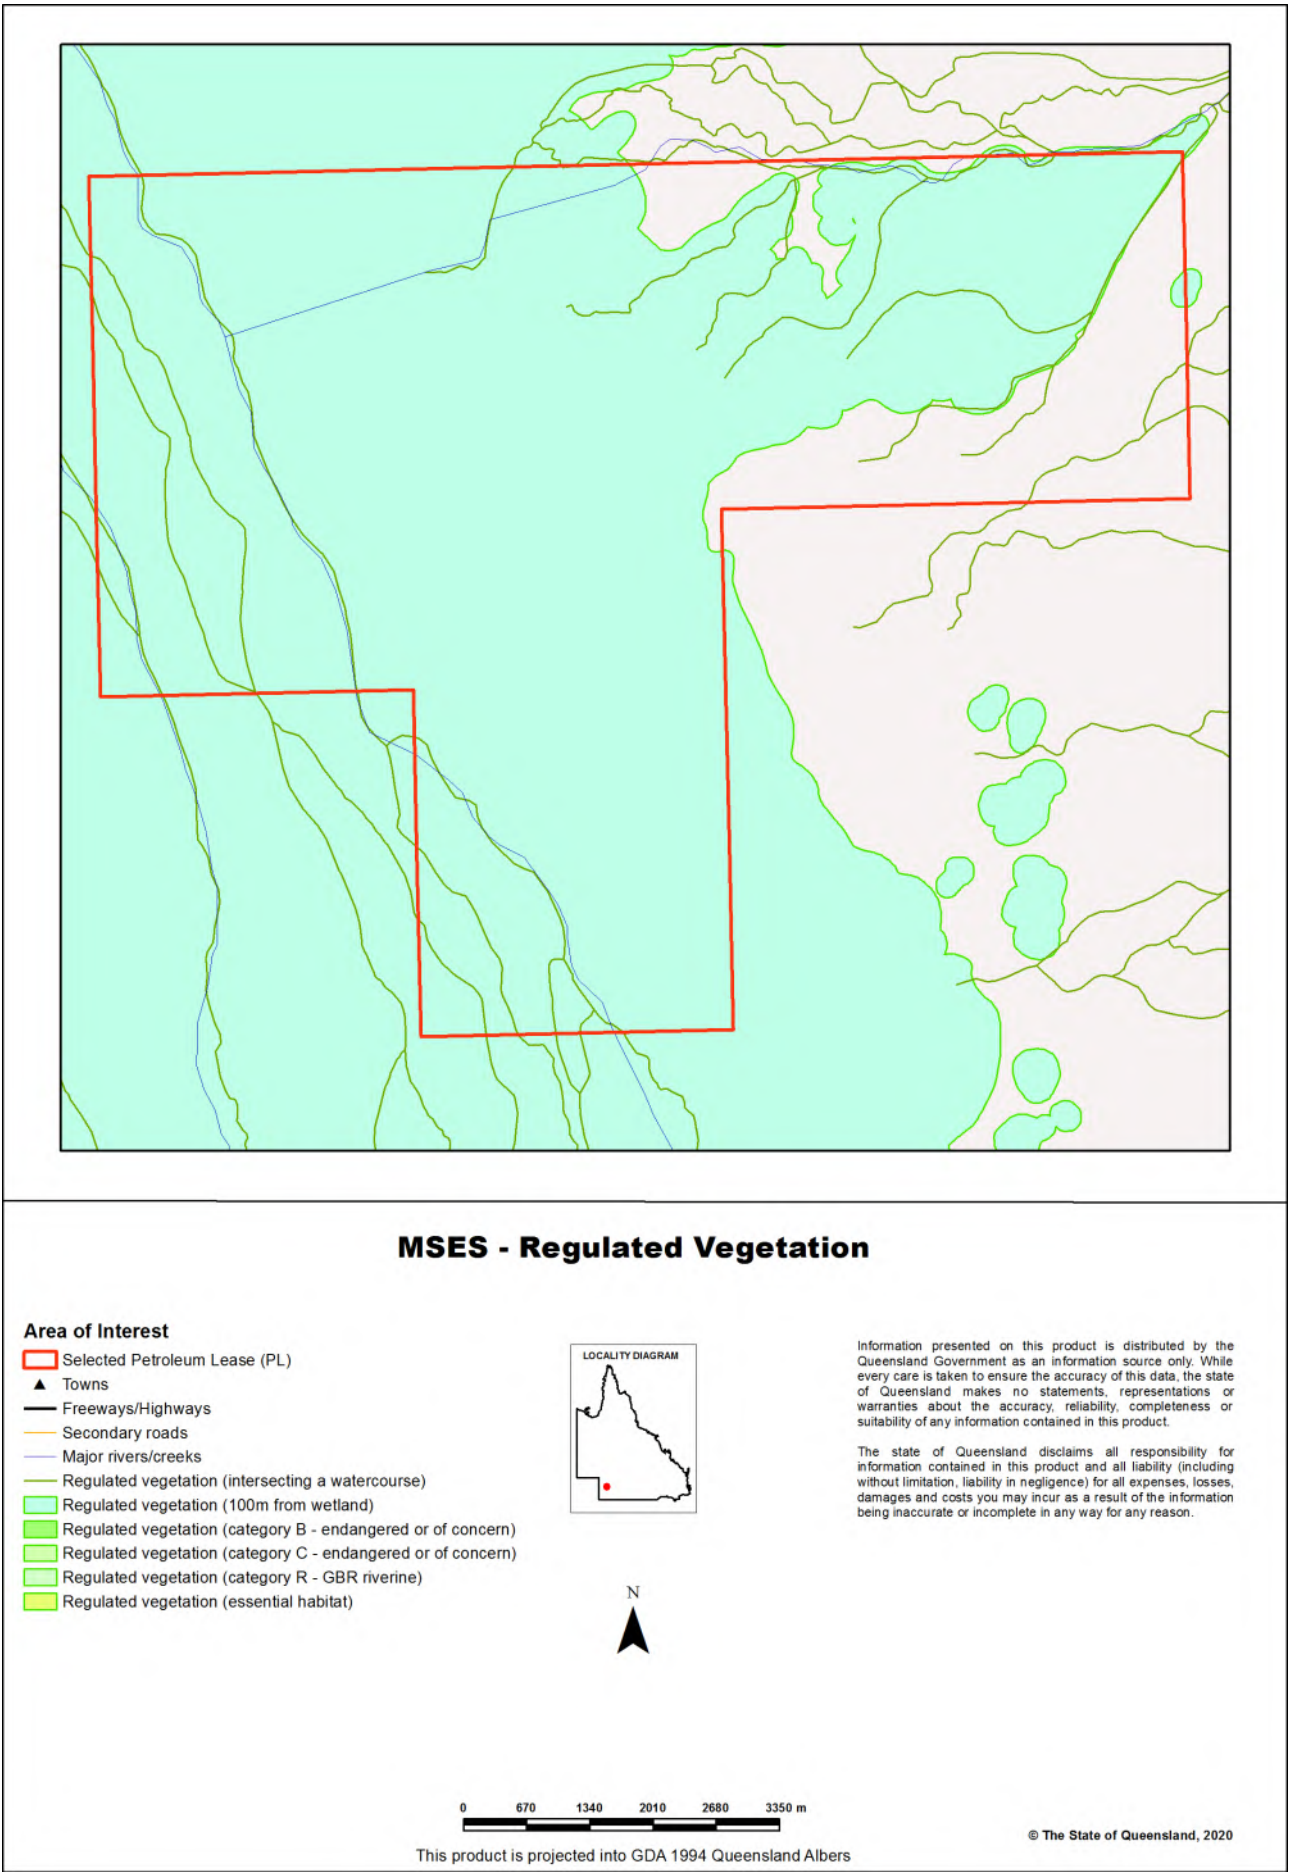 MSES - Regulated Vegetation
Area of Interest
Selected Petroleum Lease (PL)
Towns
Freeways/Highways
Secondary roads
Major rivers/creeks
Regulated vegetation (intersecting a watercourse)
Regulated vegetation (100m from wetland)
Regulated vegetation (category B - endangered or of concern)
Regulated vegetation (category C - endangered or of concern)
Regulated vegetation (category R - GBR riverine)
Regulated vegetation (essential habitat)
LOCALITY DIAGRAM
N
Information presented on this product is distributed by the
Queensland Government as an information source only. While
every care is taken to ensure the accuracy of this data, the state
of Queensland makes no statements, representations or
warranties about the accuracy, reliability, completeness or
suitability of any information contained in this product.
The state of Queensland disclaims all responsibility for
information contained in this product and all liability (including
without limitation, liability in negligence) for all expenses, losses,
damages and costs you may incur as a result of the information
being inaccurate or incomplete in any way for any reason.
0 670 1340 2010 2680 3350 m
This product is projected into GDA 1994 Queensland Albers
© The State of Queensland, 2020